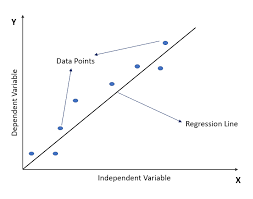 Y
Data Points
Dependent Variable
Regression Line
Independent Variable
X